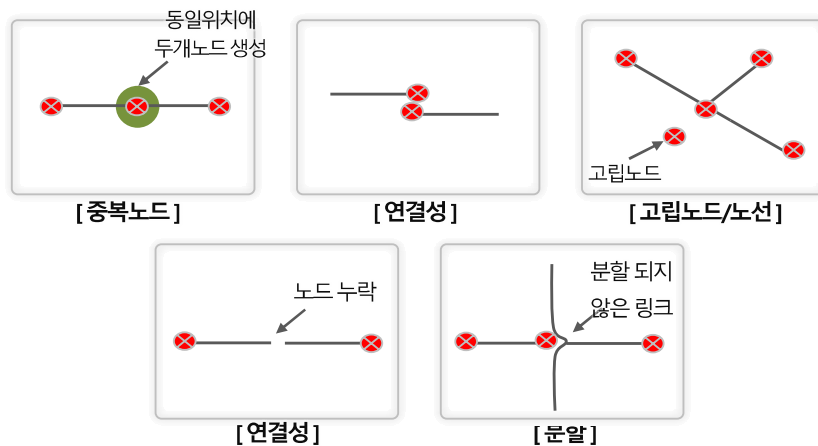 동일위치에
두개노드 생성
[ 중복노드 ]
[ 연결성 ]
고립노드
[ 고립노드/노선 ]
노드 누락
[ 연결성 ]
분할 되지
않은 링크
[ 문알 ]